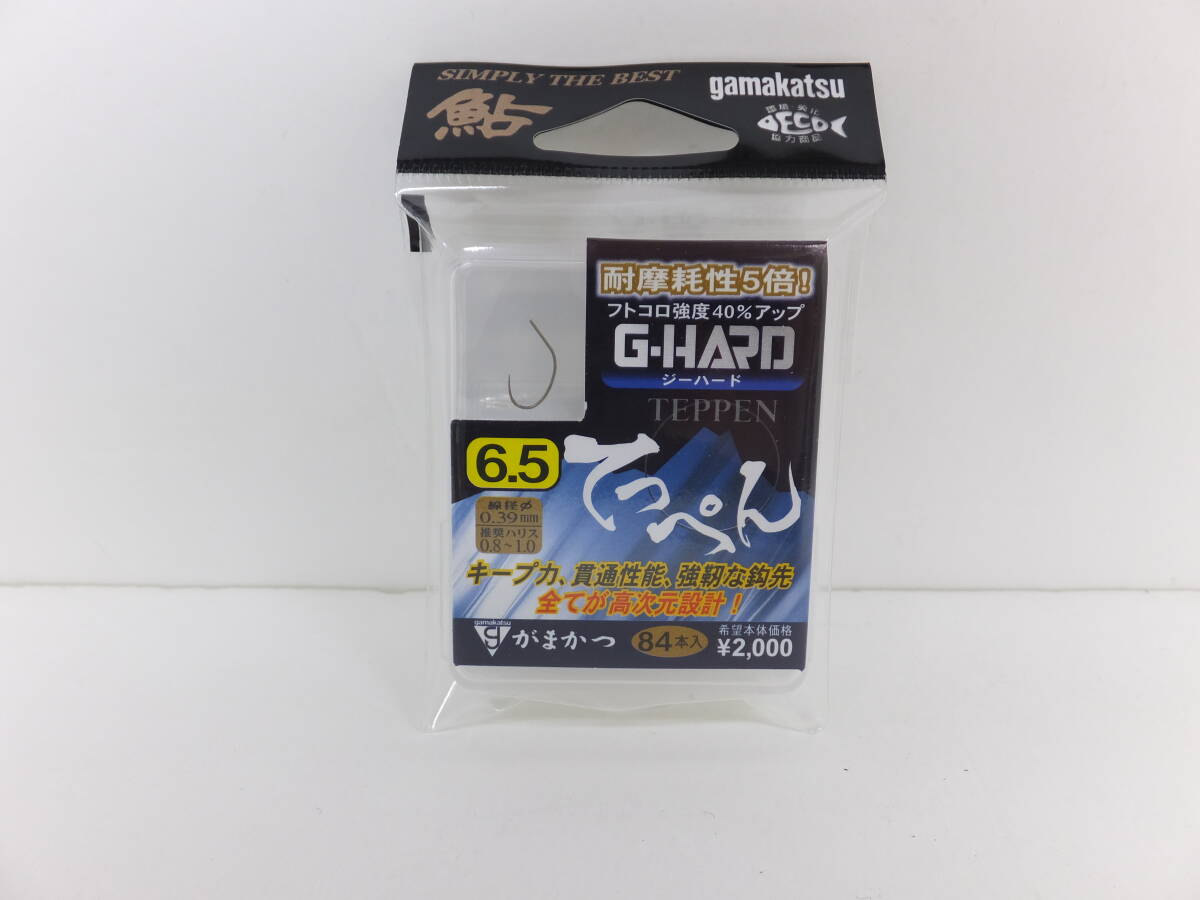 SIMPLY THE BEST
鮎
gamakatsu
環境・美化
ECO
協力商品
耐摩耗性5倍!
フトコロ強度40%アップ
G-HARD
ジーハード
TEPPEN
6.5
てっぺん
線径φ
0.39mm
推奨ハリス
0.8~1.0
キープ力、貫通性能、強靭な鈎先
全てが高次元設計!
gamakatsu
がまかつ
84本入
希望本体価格
¥2,000